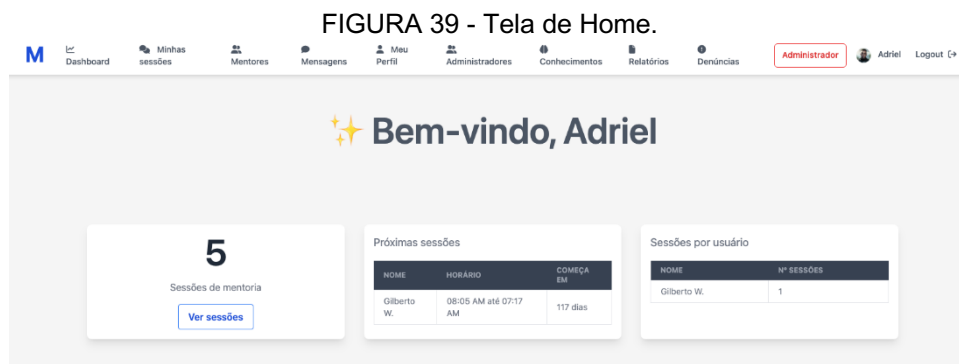 FIGURA 39 - Tela de Home.
M Dashboard Minhas sessões Mentores Mensagens Meu Perfil Administradores Conhecimentos Relatórios Denúncias Administrador Adriel Logout
✨ Bem-vindo, Adriel
5
Sessões de mentoria
Ver sessões
Próximas sessões
NOME HORÁRIO COMEÇA EM
Gilberto W. 08:05 AM até 07:17 AM 117 dias
Sessões por usuário
NOME N° SESSÕES
Gilberto W. 1